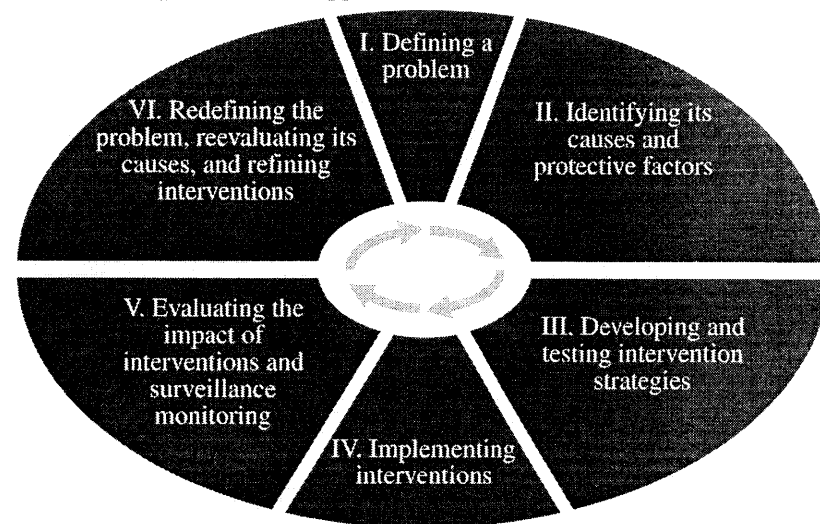 I. Defining a
problem
II. Identifying its
causes and
protective factors
III. Developing and
testing intervention
strategies
IV. Implementing
interventions
V. Evaluating the
impact of
interventions and
surveillance
monitoring
VI. Redefining the
problem, reevaluating its
causes, and refining
interventions